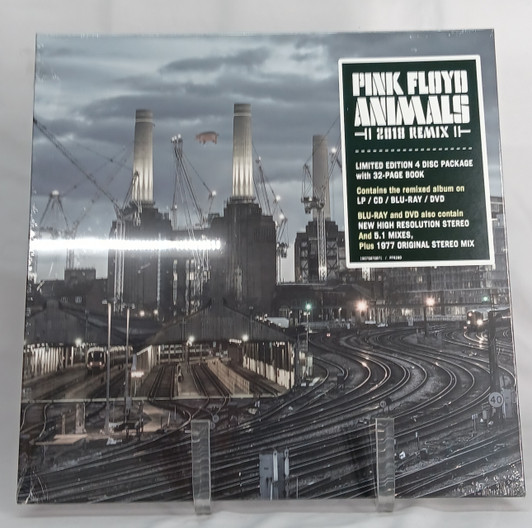 PINK FLOYD
ANIMALS
2018 REMIX
LIMITED EDITION 4 DISC PACKAGE
with 32-PAGE BOOK
Contains the remixed album on
LP / CD / BLU-RAY / DVD
BLU-RAY and DVD also contain
NEW HIGH RESOLUTION STEREO
And 5.1 MIXES,
Plus 1977 ORIGINAL STEREO MIX
40